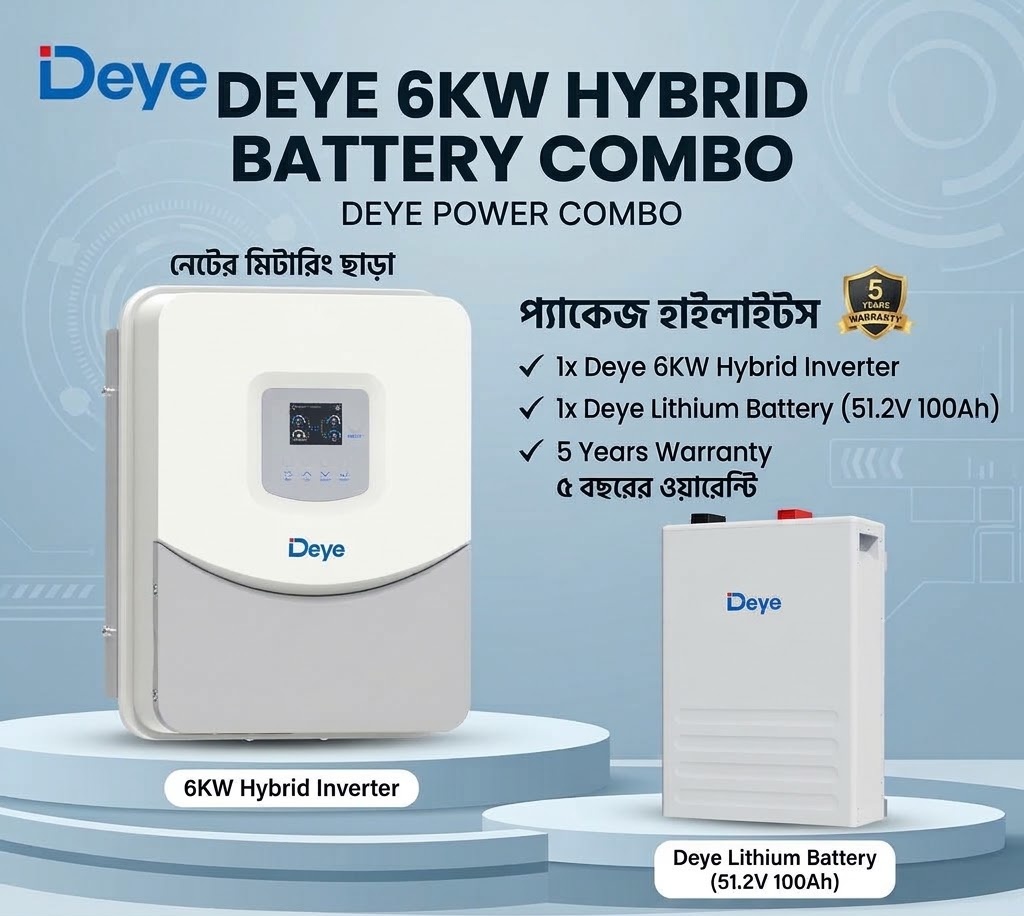 Deye
DEYE 6KW HYBRID
BATTERY COMBO
DEYE POWER COMBO
নেটের মিটারিং ছাড়া
প্যাকেজ হাইলাইটস
5
YEARS
WARRANTY
✓ 1x Deye 6KW Hybrid Inverter
✓ 1x Deye Lithium Battery (51.2V 100Ah)
✓ 5 Years Warranty
৫ বছরের ওয়ারেন্টি
Deye
Deye
6KW Hybrid Inverter
Deye Lithium Battery
(51.2V 100Ah)